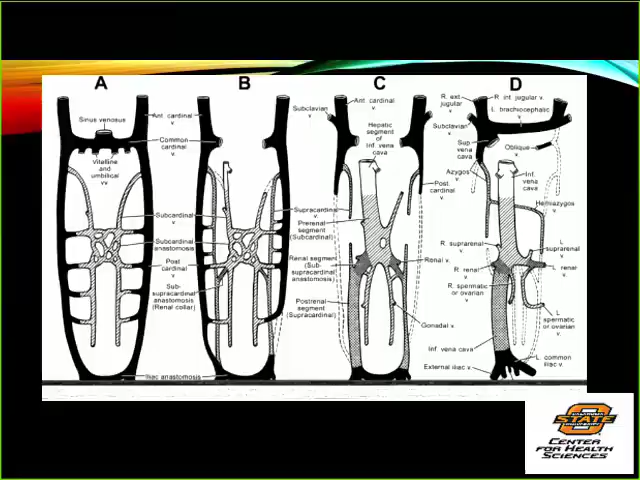 A
B
C
D
Sinus venosus
Ant. cardinal
v.
Common
cardinal
v.
Vitelline
and
umbilical
vv.
Subcardinal
v.
Subcardinal
anastomosis
Post
cardinal
v.
Sub-
supracardinal
anastomosis
(Renal collar)
Iliac anastomosis
Subclavian
v.
Supracardinal
v.
Prerenal
segment
(Subcardinal)
Renal segment
(Sub-
supracardinal
anastomosis)
Postrenal
segment
(Supracardinal)
Ant. cardinal
v.
Hepatic
segment
of
Inf. vena
cava
Post.
cardinal
v.
Renal v.
Gonadal v.
R. ext.
jugular
v.
Subclavian
v.
Sup.
vena
cava
Azygos
v.
R. int. jugular v.
L. brachiocephalic
v.
Oblique
v.
Inf.
vena
cava
Hemiazygos
v.
R. suprarenal
v.
R. renal
v.
R. spermatic
or ovarian
v.
L.
suprarenal
v.
L. renal
v.
L.
spermatic
or ovarian
v.
Inf. vena cava
External iliac v.
L. common
iliac v.
STATE
CENTER
FOR HEALTH
SCIENCES